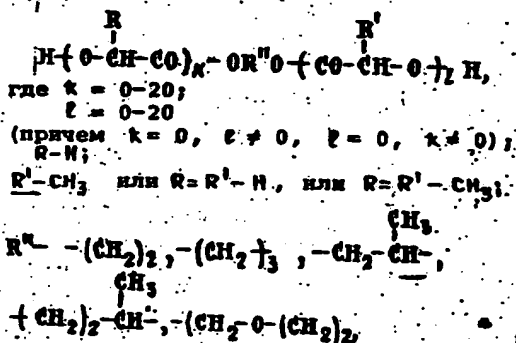 R
R'
H(O-CH-CO)K-OR"O-(CO-CH-O)ℓH,
где k = 0-20;
ℓ = 0-20
(причем k = 0, ℓ ≠ 0, ℓ = 0, k ≠ 0);
R-H;
R'-CH3 или R=R'-H, или R=R'-CH3;
CH3
R"- -(CH2)2,-(CH2)3,-CH2-CH-,
CH3
(CH2)2-CH-,-(CH2-O-(CH2)2,